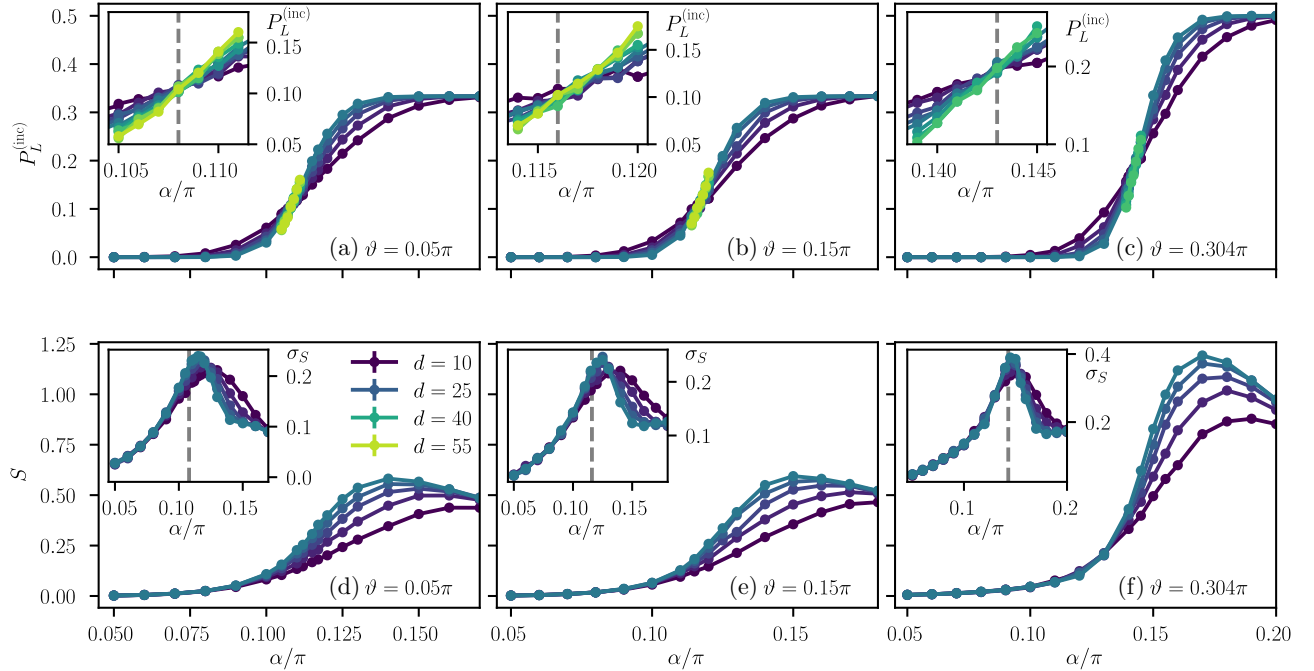 P_L^{(inc)}
0.5
0.4
0.3
0.2
0.1
0.0
P_L^{(inc)}
0.15
0.10
0.05
0.105 0.110
α/π
(a) ϑ = 0.05π
P_L^{(inc)}
0.15
0.10
0.05
0.115 0.120
α/π
(b) ϑ = 0.15π
P_L^{(inc)}
0.2
0.1
0.140 0.145
α/π
(c) ϑ = 0.304π
S
1.25
1.00
0.75
0.50
0.25
0.00
σ_S
0.2
0.1
0.0
0.05 0.10 0.15
α/π
d = 10
d = 25
d = 40
d = 55
(d) ϑ = 0.05π
0.050 0.075 0.100 0.125 0.150
α/π
σ_S
0.2
0.1
0.05 0.10 0.15
α/π
(e) ϑ = 0.15π
0.05 0.10 0.15
α/π
0.4
σ_S
0.2
0.1 0.2
α/π
(f) ϑ = 0.304π
0.05 0.10 0.15 0.20
α/π